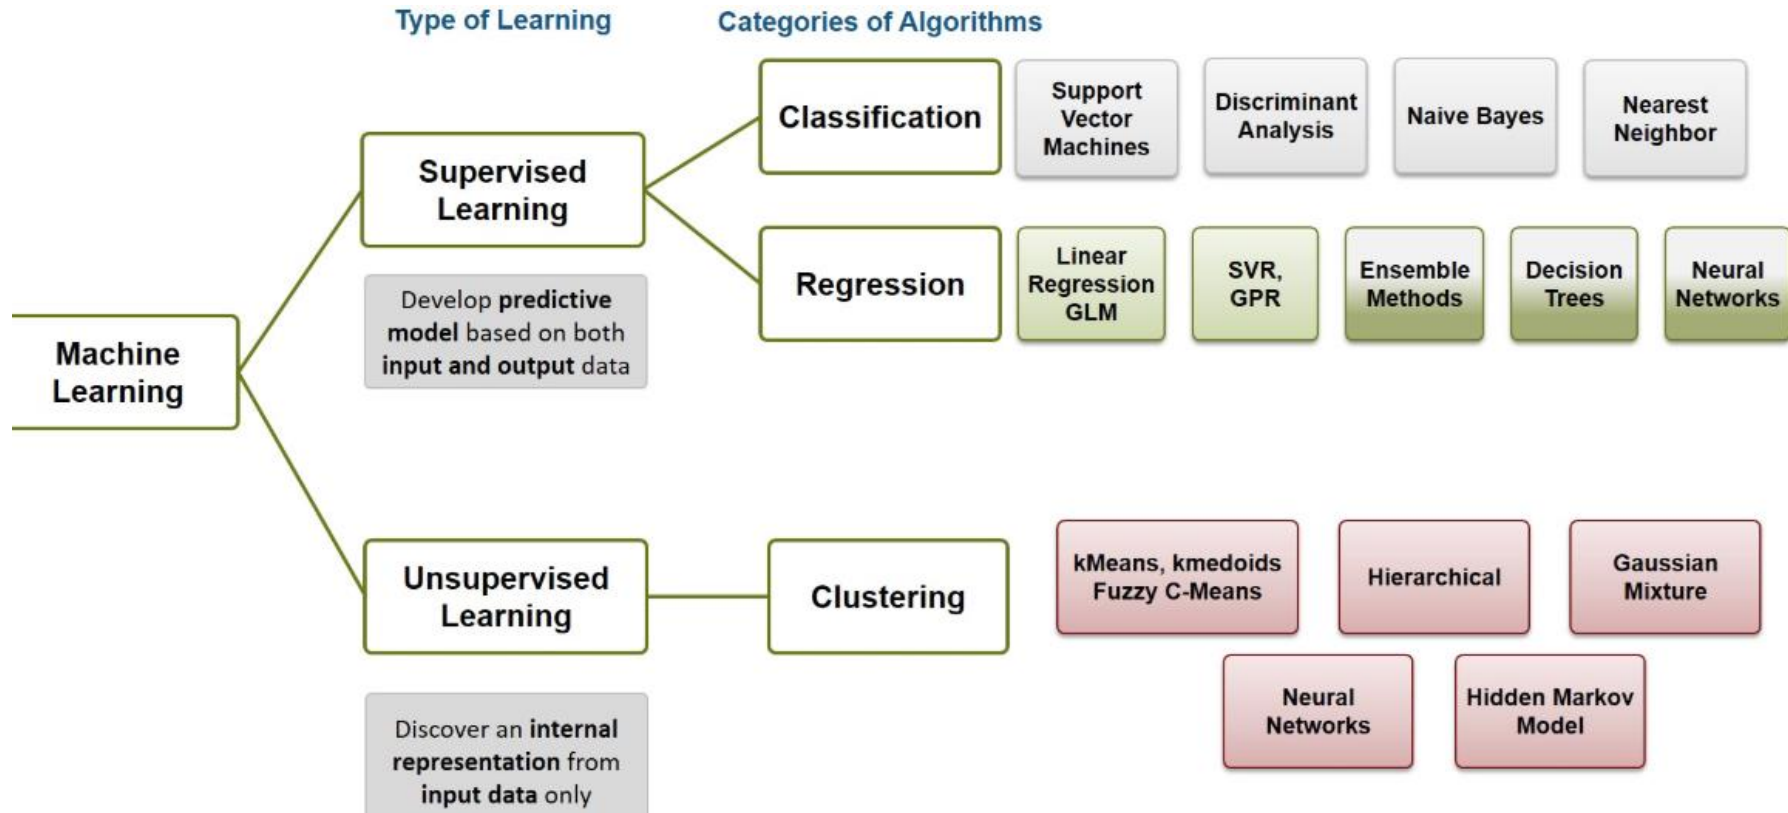 Type of Learning
Categories of Algorithms
Classification
Support
Vector
Machines
Discriminant
Analysis
Naive Bayes
Nearest
Neighbor
Supervised
Learning
Regression
Linear
Regression
GLM
SVR,
GPR
Ensemble
Methods
Decision
Trees
Neural
Networks
Develop predictive
model based on both
input and output data
Machine
Learning
Unsupervised
Learning
Clustering
kMeans, kmedoids
Fuzzy C-Means
Hierarchical
Gaussian
Mixture
Neural
Networks
Hidden Markov
Model
Discover an internal
representation from
input data only